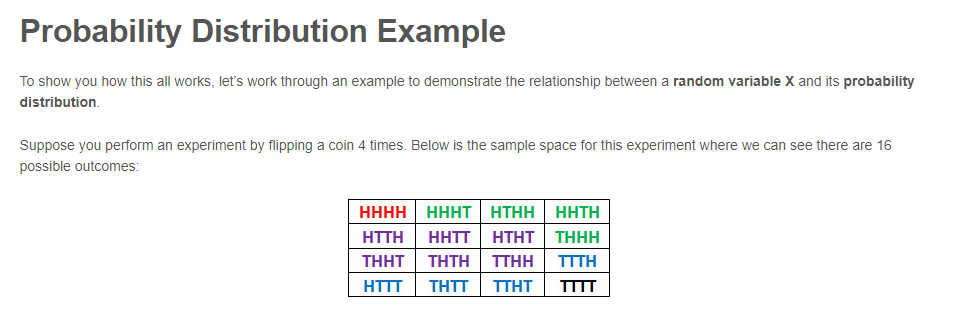 Probability Distribution Example
To show you how this all works, let's work through an example to demonstrate the relationship between a random variable X and its probability
distribution.
Suppose you perform an experiment by flipping a coin 4 times. Below is the sample space for this experiment where we can see there are 16
possible outcomes:
HHHH HHHT HTHH HHTH
HTTH HHTT HTHT THHH
THHT THTH TTHH TTTH
HTTT THTT TTHT TTTT